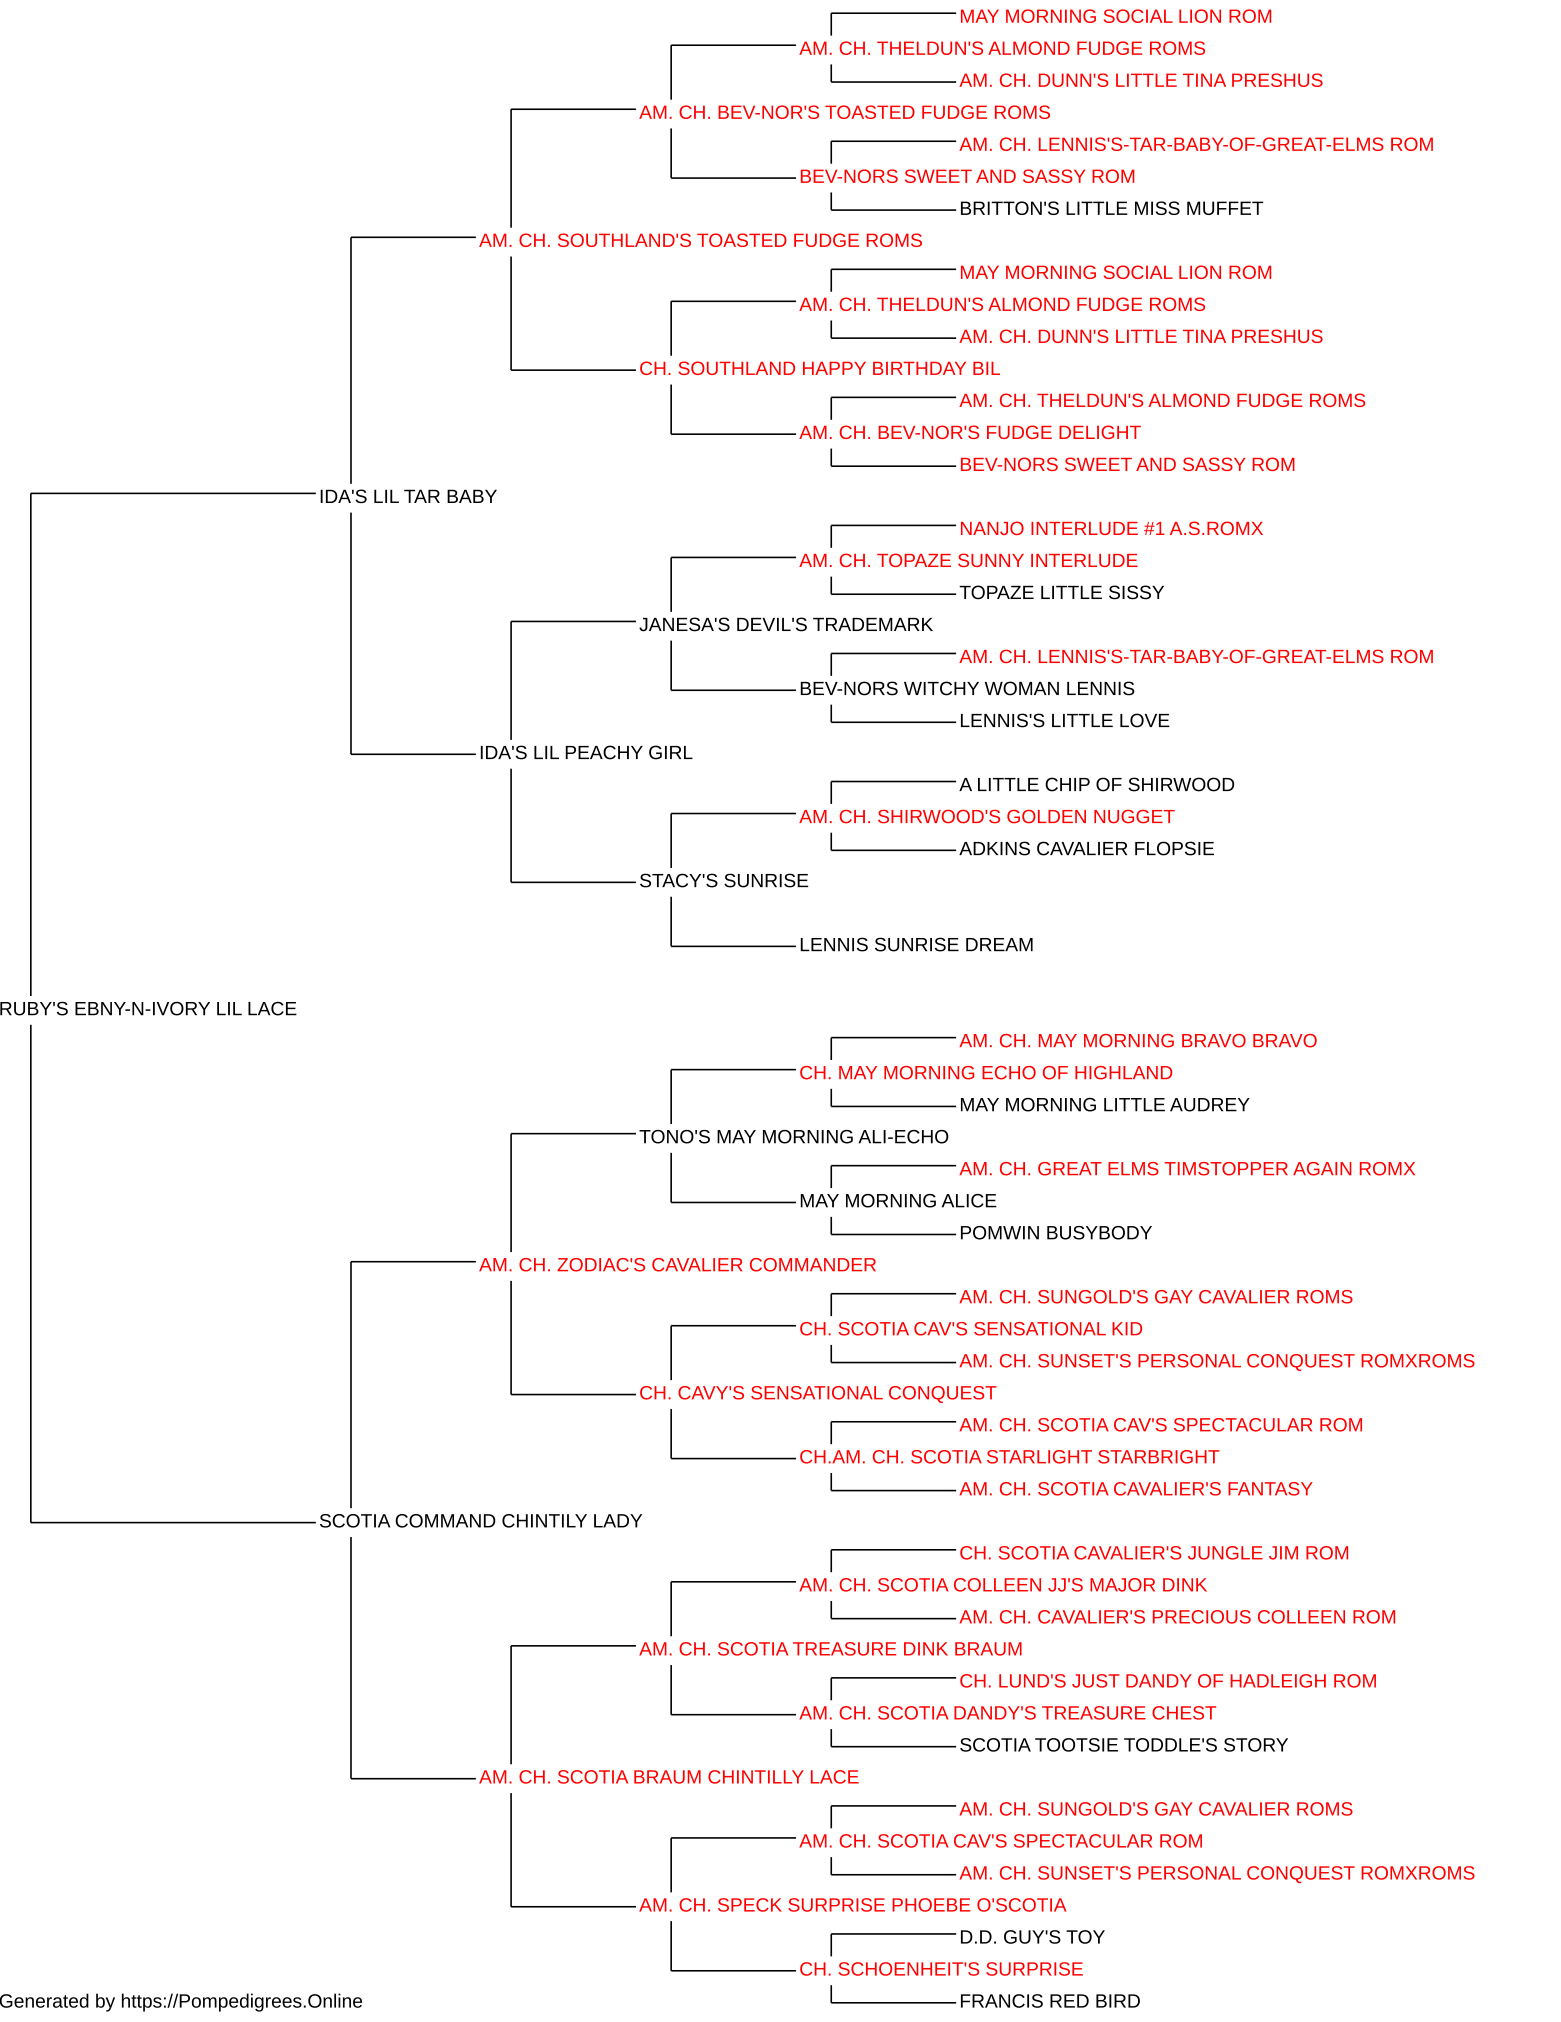 MAY MORNING SOCIAL LION ROM
AM. CH. THELDUN'S ALMOND FUDGE ROMS
AM. CH. DUNN'S LITTLE TINA PRESHUS
AM. CH. BEV-NOR'S TOASTED FUDGE ROMS
AM. CH. LENNIS'S-TAR-BABY-OF-GREAT-ELMS ROM
BEV-NORS SWEET AND SASSY ROM
BRITTON'S LITTLE MISS MUFFET
AM. CH. SOUTHLAND'S TOASTED FUDGE ROMS
MAY MORNING SOCIAL LION ROM
AM. CH. THELDUN'S ALMOND FUDGE ROMS
AM. CH. DUNN'S LITTLE TINA PRESHUS
CH. SOUTHLAND HAPPY BIRTHDAY BIL
AM. CH. THELDUN'S ALMOND FUDGE ROMS
AM. CH. BEV-NOR'S FUDGE DELIGHT
BEV-NORS SWEET AND SASSY ROM
IDA'S LIL TAR BABY
NANJO INTERLUDE #1 A.S.ROMX
AM. CH. TOPAZE SUNNY INTERLUDE
TOPAZE LITTLE SISSY
JANESA'S DEVIL'S TRADEMARK
AM. CH. LENNIS'S-TAR-BABY-OF-GREAT-ELMS ROM
BEV-NORS WITCHY WOMAN LENNIS
LENNIS'S LITTLE LOVE
IDA'S LIL PEACHY GIRL
A LITTLE CHIP OF SHIRWOOD
AM. CH. SHIRWOOD'S GOLDEN NUGGET
ADKINS CAVALIER FLOPSIE
STACY'S SUNRISE
LENNIS SUNRISE DREAM
RUBY'S EBNY-N-IVORY LIL LACE
AM. CH. MAY MORNING BRAVO BRAVO
CH. MAY MORNING ECHO OF HIGHLAND
MAY MORNING LITTLE AUDREY
TONO'S MAY MORNING ALI-ECHO
AM. CH. GREAT ELMS TIMSTOPPER AGAIN ROMX
MAY MORNING ALICE
POMWIN BUSYBODY
AM. CH. ZODIAC'S CAVALIER COMMANDER
AM. CH. SUNGOLD'S GAY CAVALIER ROMS
CH. SCOTIA CAV'S SENSATIONAL KID
AM. CH. SUNSET'S PERSONAL CONQUEST ROMXROMS
CH. CAVY'S SENSATIONAL CONQUEST
AM. CH. SCOTIA CAV'S SPECTACULAR ROM
CH.AM. CH. SCOTIA STARLIGHT STARBRIGHT
AM. CH. SCOTIA CAVALIER'S FANTASY
SCOTIA COMMAND CHINTILY LADY
CH. SCOTIA CAVALIER'S JUNGLE JIM ROM
AM. CH. SCOTIA COLLEEN JJ'S MAJOR DINK
AM. CH. CAVALIER'S PRECIOUS COLLEEN ROM
AM. CH. SCOTIA TREASURE DINK BRAUM
CH. LUND'S JUST DANDY OF HADLEIGH ROM
AM. CH. SCOTIA DANDY'S TREASURE CHEST
SCOTIA TOOTSIE TODDLE'S STORY
AM. CH. SCOTIA BRAUM CHINTILLY LACE
AM. CH. SUNGOLD'S GAY CAVALIER ROMS
AM. CH. SCOTIA CAV'S SPECTACULAR ROM
AM. CH. SUNSET'S PERSONAL CONQUEST ROMXROMS
AM. CH. SPECK SURPRISE PHOEBE O'SCOTIA
D.D. GUY'S TOY
CH. SCHOENHEIT'S SURPRISE
FRANCIS RED BIRD
Generated by https://Pompedigrees.Online